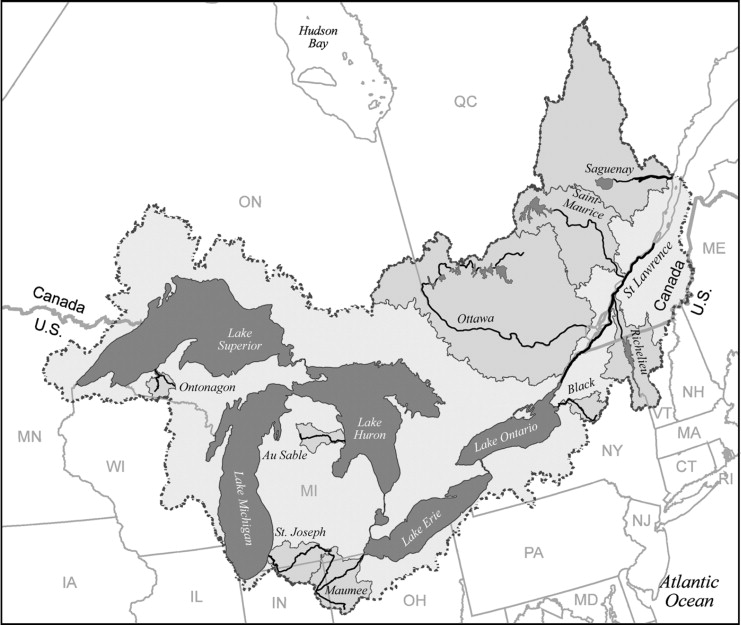 Hudson
Bay
QC
Saguenay
Saint-
Maurice
ON
ME
St Lawrence
Canada
U.S.
Canada
U.S.
Lake
Superior
Ottawa
Richelieu
Ontonagon
Black
NH
VT
Lake
Huron
Lake Ontario
MN
WI
Au Sable
NY
MA
CT
RI
Lake Michigan
MI
Lake Erie
NJ
St. Joseph
PA
IA
IL
IN
Maumee
OH
MD
Atlantic
Ocean